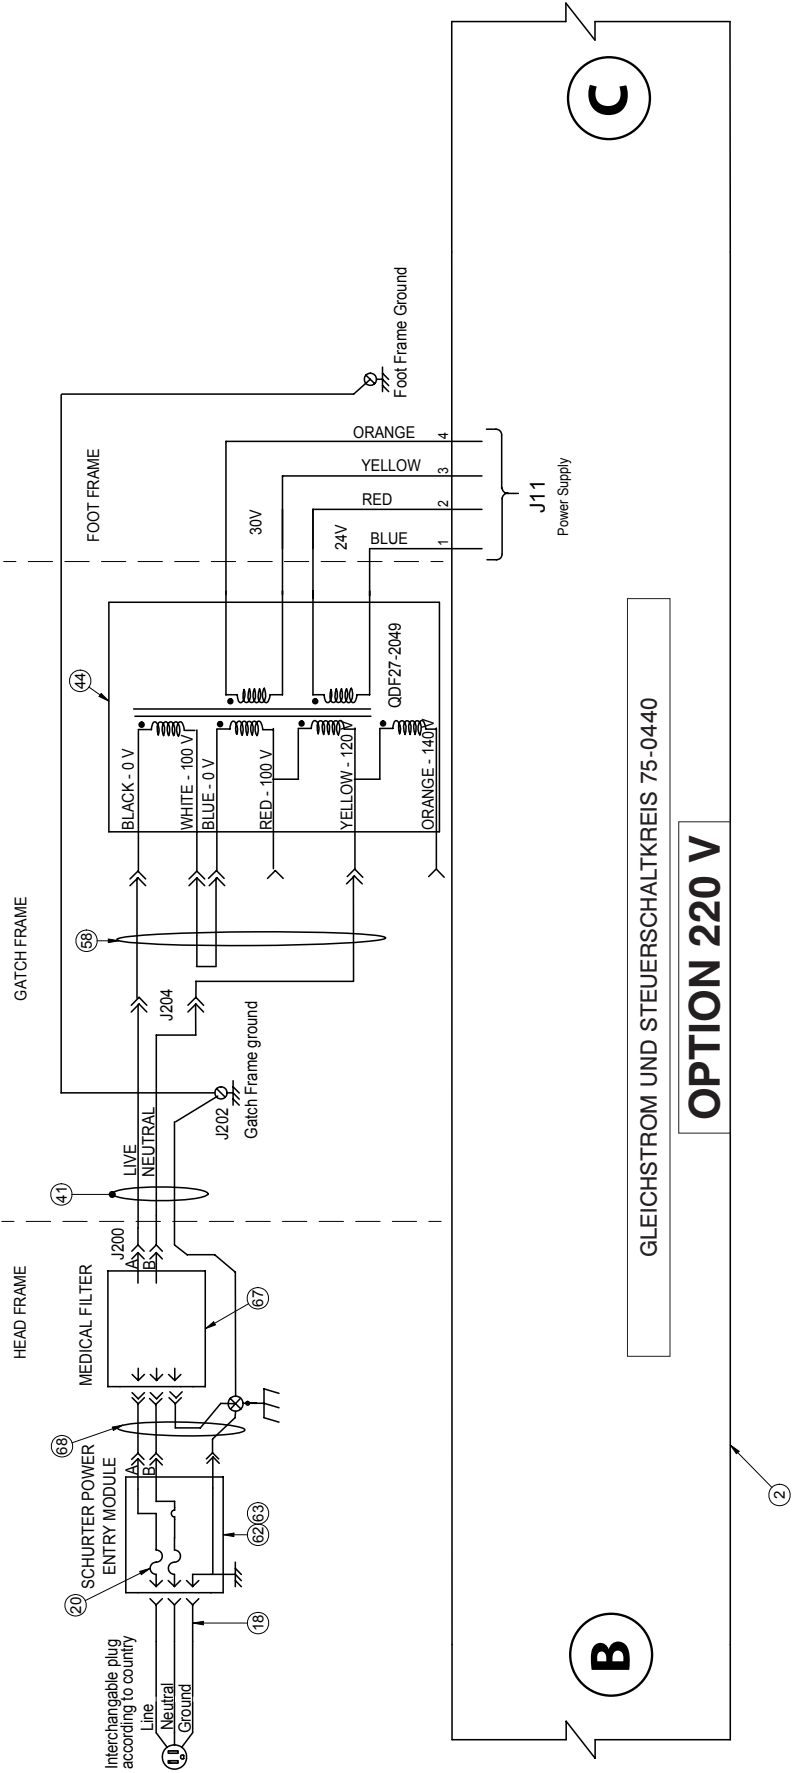 HEAD FRAME
GATCH FRAME
FOOT FRAME
Interchangable plug
according to country
Line
Neutral
Ground
18
20
SCHURTER POWER
ENTRY MODULE
A
B
62
63
68
MEDICAL FILTER
67
J200
A
B
41
LIVE
NEUTRAL
J202
Gatch Frame ground
J204
58
44
BLACK - 0 V
WHITE - 100 V
BLUE - 0 V
RED - 100 V
YELLOW - 120 V
ORANGE - 140 V
QDF27-2049
30V
24V
ORANGE
4
YELLOW
3
RED
2
BLUE
1
Foot Frame Ground
J11
Power Supply
B
C
GLEICHSTROM UND STEUERSCHALTKREIS 75-0440
OPTION 220 V
2